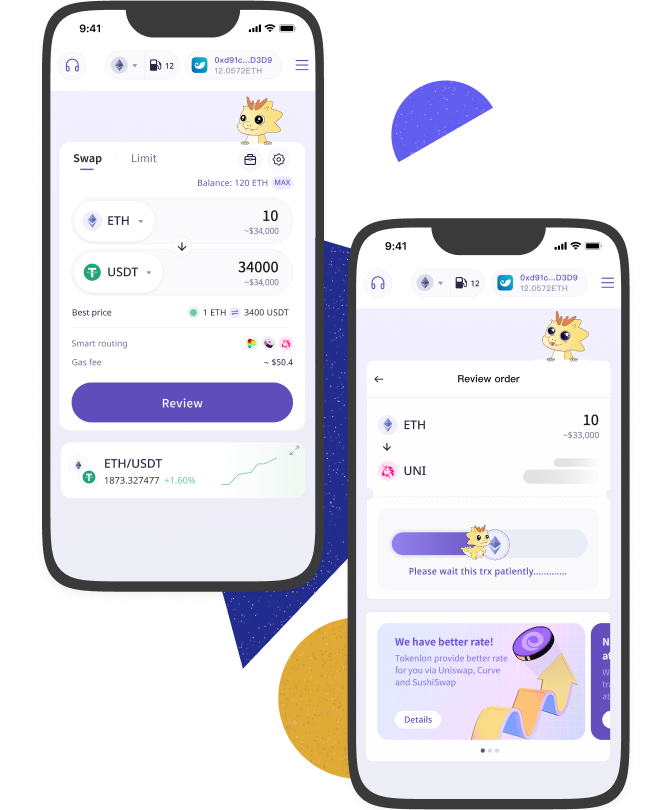 9:41
12
0xd91c...D3D9
12.0572ETH
Swap
Limit
Balance: 120 ETH MAX
ETH
10
~$34,000
USDT
34000
~$34,000
Best price
1 ETH ⇌ 3400 USDT
Smart routing
Gas fee
~ $50.4
Review
ETH/USDT
1873.327477 +1.60%
9:41
12
0xd91c...D3D9
12.0572ETH
Review order
ETH
10
~$33,000
UNI
Please wait this trx patiently.............
We have better rate!
Tokenlon provide better rate
for you via Uniswap, Curve
and SushiSwap
Details